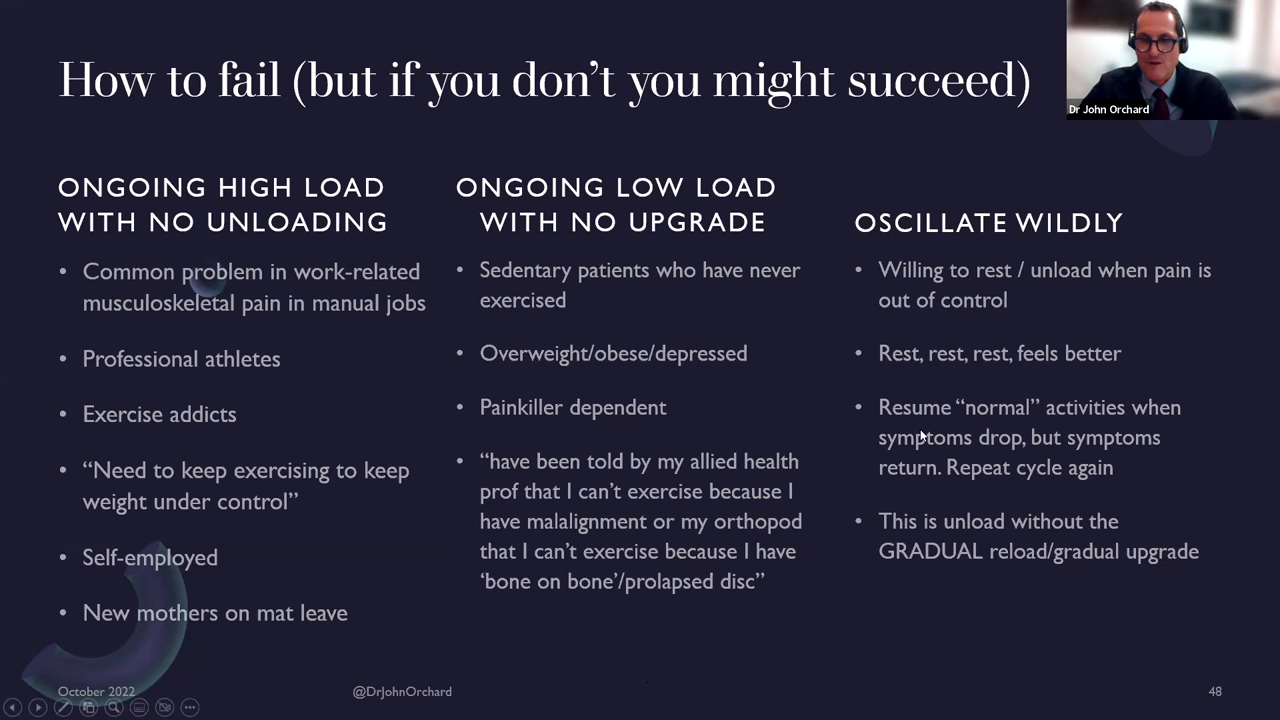 How to fail (but if you don’t you might succeed)
Dr John Orchard
ONGOING HIGH LOAD
WITH NO UNLOADING
• Common problem in work-related
musculoskeletal pain in manual jobs
• Professional athletes
• Exercise addicts
• “Need to keep exercising to keep
weight under control”
• Self-employed
• New mothers on mat leave
ONGOING LOW LOAD
WITH NO UPGRADE
• Sedentary patients who have never
exercised
• Overweight/obese/depressed
• Painkiller dependent
• “have been told by my allied health
prof that I can’t exercise because I
have malalignment or my orthopod
that I can’t exercise because I have
‘bone on bone’/prolapsed disc”
OSCILLATE WILDLY
• Willing to rest / unload when pain is
out of control
• Rest, rest, rest, feels better
• Resume “normal” activities when
symptoms drop, but symptoms
return. Repeat cycle again
• This is unload without the
GRADUAL reload/gradual upgrade
October 2022
@DrJohnOrchard
48